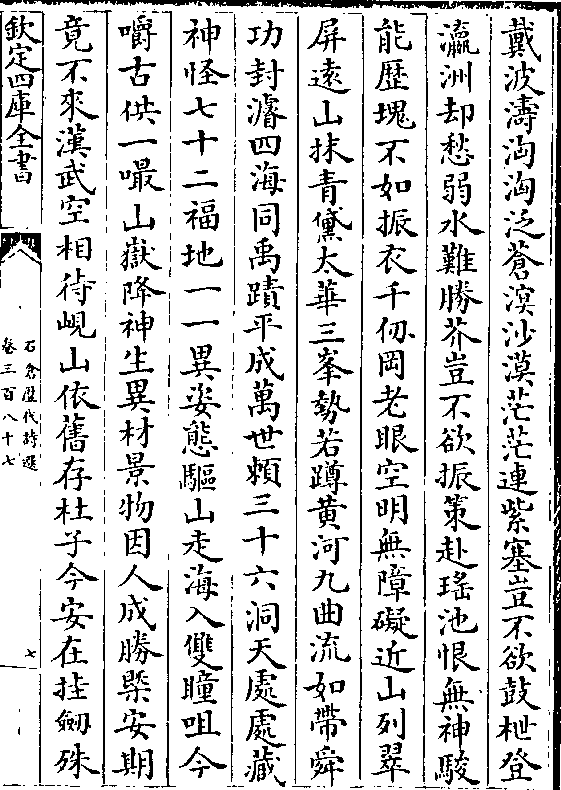 戴波濤洶洶泛蒼溟沙漠茫茫連紫塞豈不欲鼓枻登
瀛洲却愁弱水難勝芥豈不欲振策赴瑤池恨無神駿
能歴塊不如振衣千仭岡老眼空明無障礙近山列翠
屏逺山抹青黛太華三峯勢若蹲黄河九曲流如帶舜
功封濬四海同禹蹟平成萬世頼三十六洞天處處藏
神怪七十二福地一一異姿態驅山走海入雙瞳咀今
嚼古供一嘬山嶽降神生異材景物因人成勝槩安期
竟不來漢武空相待峴山依舊存杜子今安在挂劒殊
欽定四庫全書
石倉歴代詩選
卷三百八十七
七